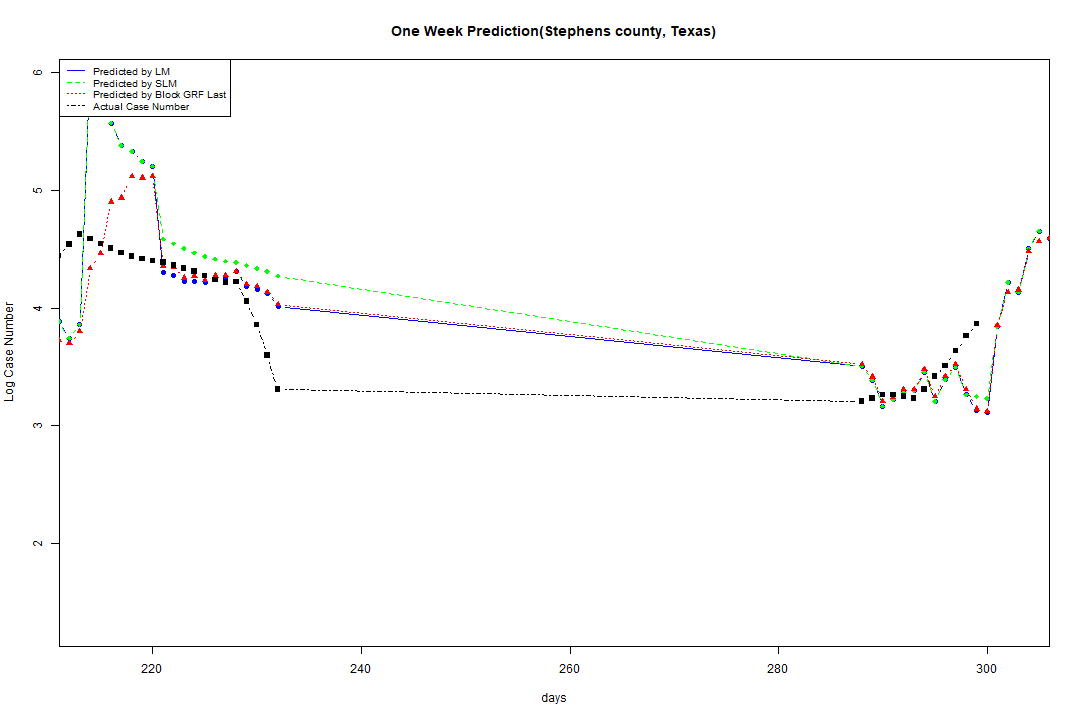 One Week Prediction(Stephens county, Texas)
Predicted by LM
Predicted by SLM
Predicted by Block GRF Last
Actual Case Number
6
5
4
3
2
Log Case Number
220
240
260
280
300
days